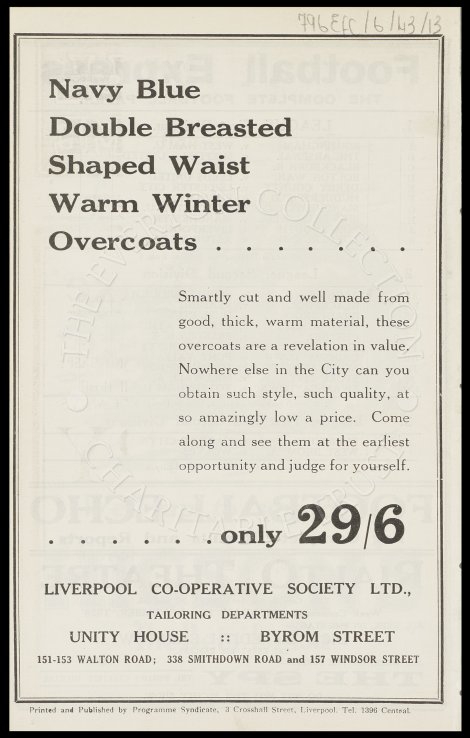 796EFC/6/43/13
Navy Blue
Double Breasted
Shaped Waist
Warm Winter
Overcoats . . . . . . .
Smartly cut and well made from
good, thick, warm material, these
overcoats are a revelation in value.
Nowhere else in the City can you
obtain such style, such quality, at
so amazingly low a price. Come
along and see them at the earliest
opportunity and judge for yourself.
. . . . . . only 29/6
LIVERPOOL CO-OPERATIVE SOCIETY LTD.,
TAILORING DEPARTMENTS
UNITY HOUSE :: BYROM STREET
151-153 WALTON ROAD; 338 SMITHDOWN ROAD and 157 WINDSOR STREET
Printed and Published by Programme Syndicate, 3 Crosshall Street, Liverpool. Tel. 1396 Central.
THE EVERTON COLLECTION
CHARITABLE TRUST